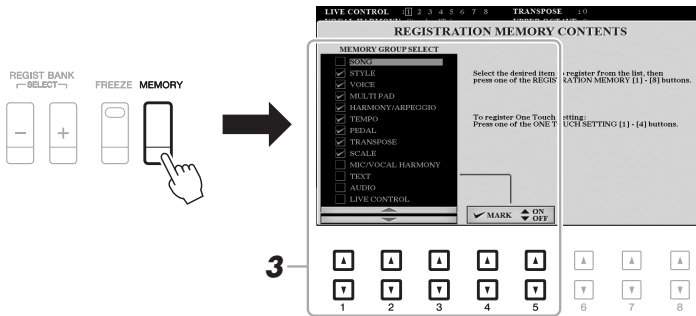 LIVE CONTROL :1 2 3 4 5 6 7 8 TRANSPOSE :0
REGISTRATION MEMORY CONTENTS
MEMORY GROUP SELECT
SONG
STYLE
VOICE
MULTI PAD
HARMONY/ARPEGGIO
TEMPO
PEDAL
TRANSPOSE
SCALE
MIC/VOCAL HARMONY
TEXT
AUDIO
LIVE CONTROL
Select the desired item to register from the list, then
press one of the REGISTRATION MEMORY [1] - [8] buttons.
To register One Touch Setting:
Press one of the ONE TOUCH SETTING [1] - [4] buttons.
MARK ON
OFF
REGIST BANK
SELECT
FREEZE MEMORY
- +
3
1 2 3 4 5 6 7 8